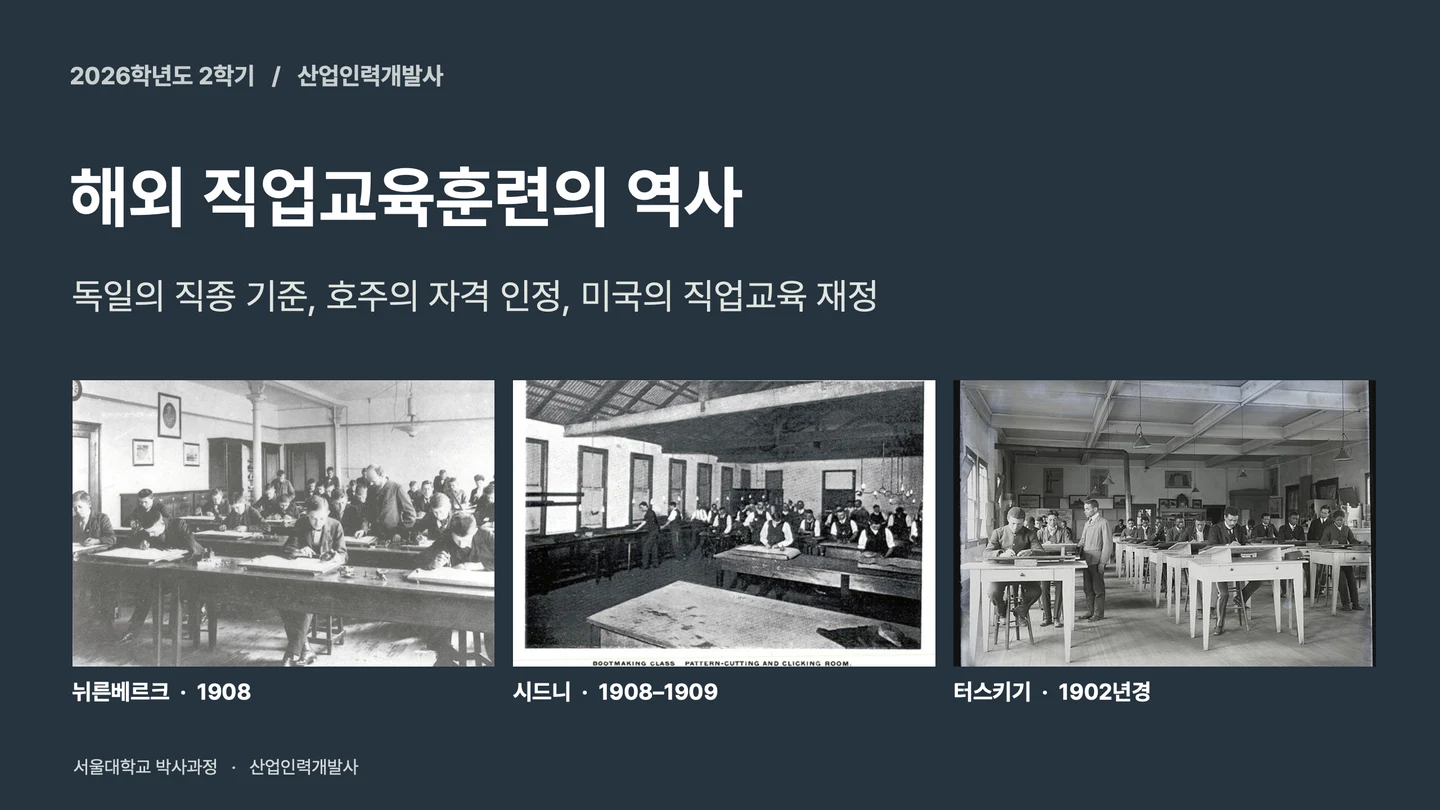 2026학년도 2학기 / 산업인력개발사
해외 직업교육훈련의 역사
독일의 직종 기준, 호주의 자격 인정, 미국의 직업교육 재정
BOOTMAKING CLASS PATTERN-CUTTING AND CLICKING ROOM.
뉘른베르크 · 1908
시드니 · 1908–1909
터스키기 · 1902년경
서울대학교 박사과정 · 산업인력개발사